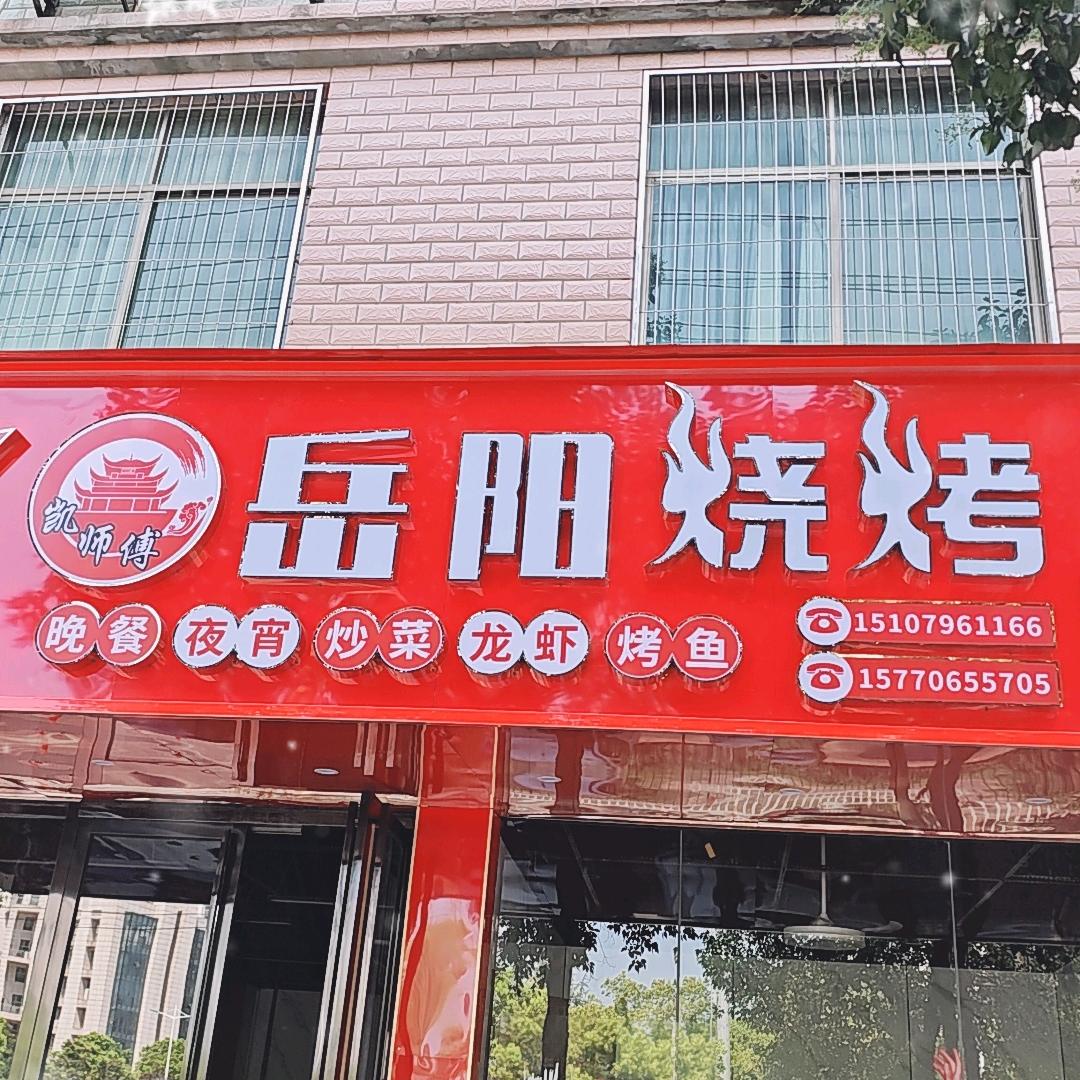 凯师傅
岳阳烧烤
晚餐 夜宵 炒菜 龙虾 烤鱼
15107961166
15770655705